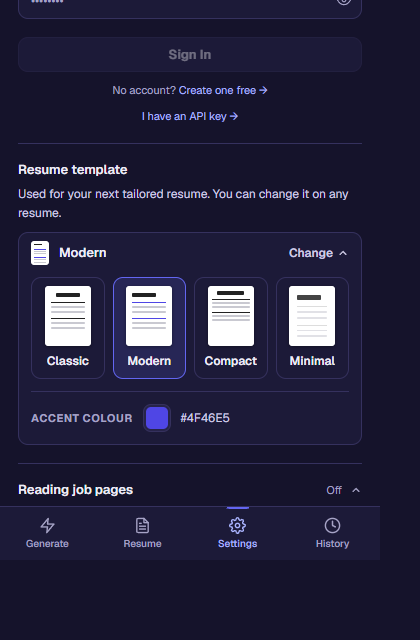 ••••••••
Sign In
No account? Create one free →
I have an API key →
Resume template
Used for your next tailored resume. You can change it on any
resume.
Modern
Change
Classic
Modern
Compact
Minimal
ACCENT COLOUR
#4F46E5
Reading job pages
Off
Generate
Resume
Settings
History